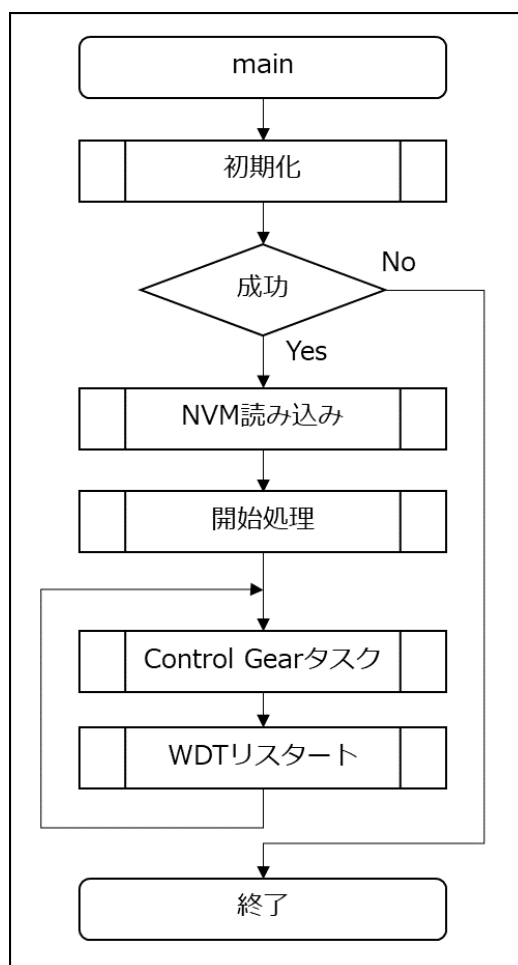 main
初期化
成功
No
Yes
NVM読み込み
開始処理
Control Gearタスク
WDTリスタート
終了